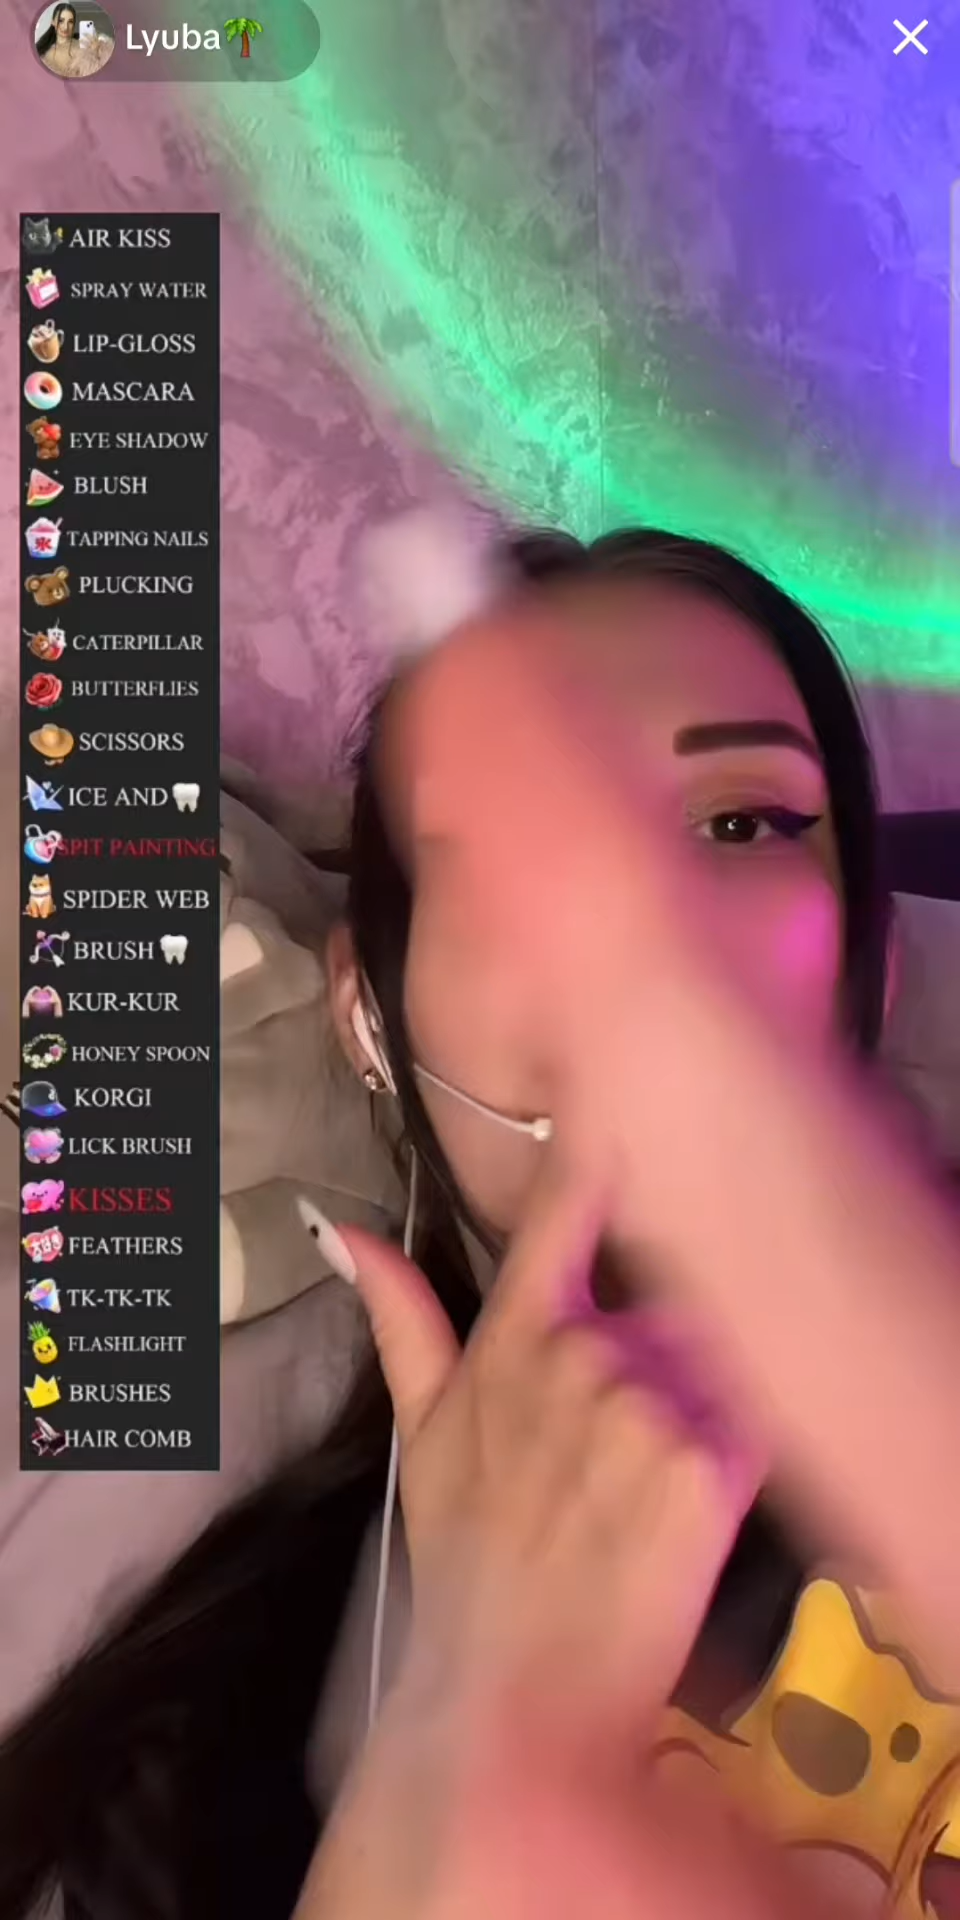 Lyuba🌴
AIR KISS
SPRAY WATER
LIP-GLOSS
MASCARA
EYE SHADOW
BLUSH
TAPPING NAILS
PLUCKING
CATERPILLAR
BUTTERFLIES
SCISSORS
ICE AND🦷
SPIT PAINTING
SPIDER WEB
BRUSH🦷
KUR-KUR
HONEY SPOON
KORGI
LICK BRUSH
KISSES
FEATHERS
TK-TK-TK
FLASHLIGHT
BRUSHES
HAIR COMB